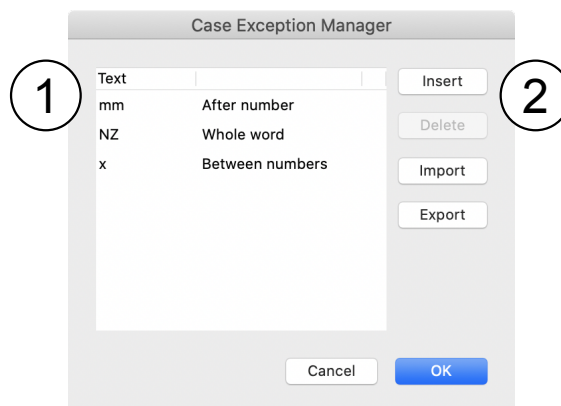 Case Exception Manager
1
2
Text
Insert
mm After number
Delete
NZ Whole word
x Between numbers
Import
Export
Cancel OK